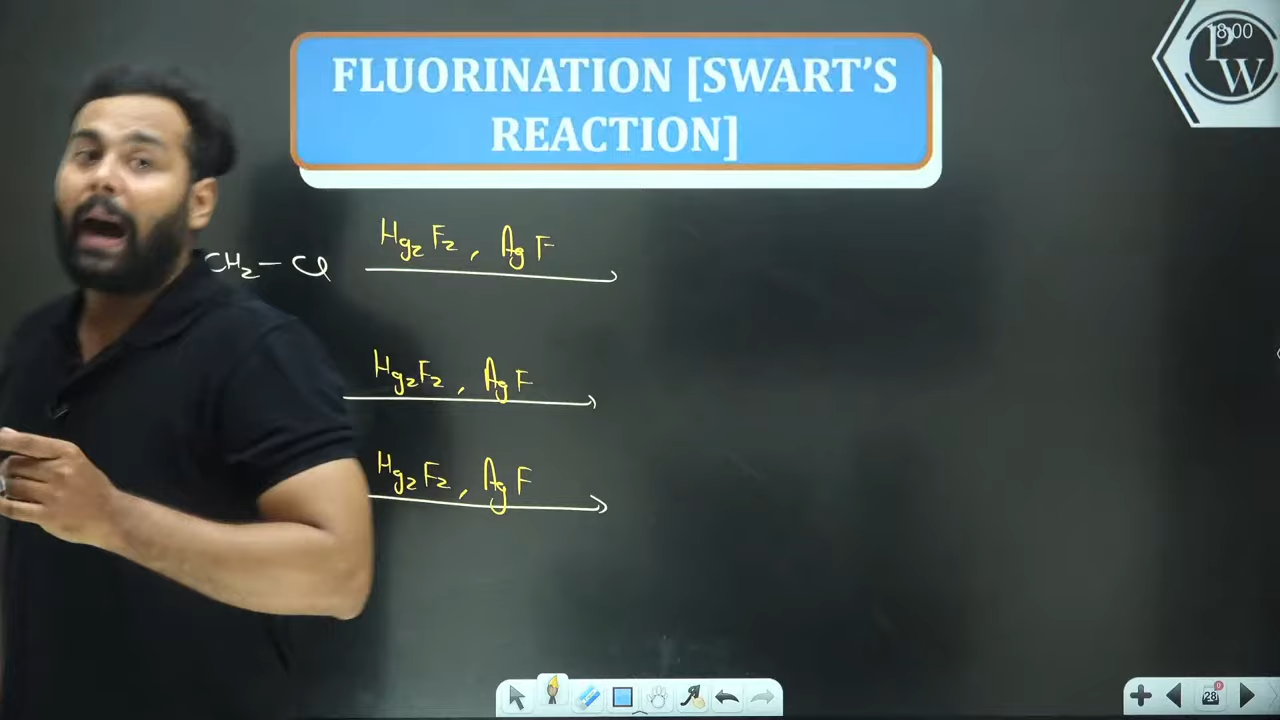 18:00
PW
FLUORINATION [SWART'S
REACTION]
CH₂ – Cl Hg₂F₂, AgF
Hg₂F₂, AgF
Hg₂F₂, AgF
28